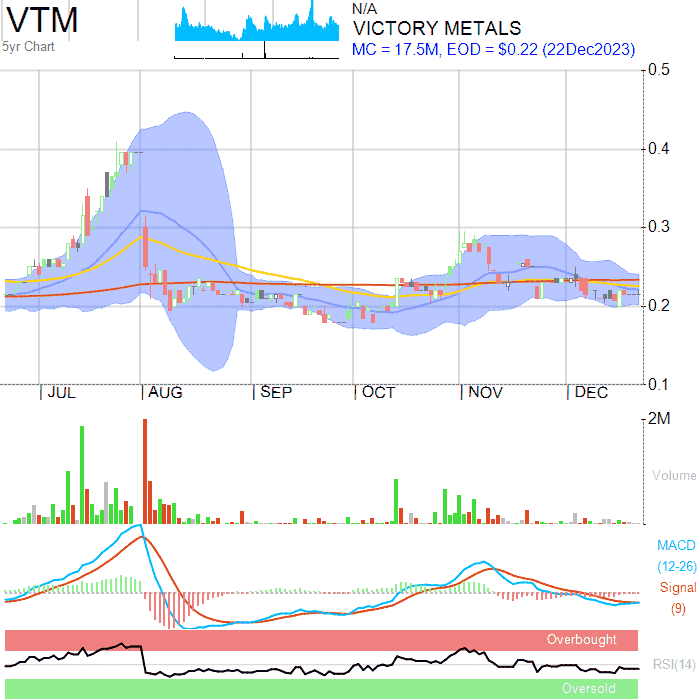 VTM
5yr Chart
N/A
VICTORY METALS
MC = 17.5M, EOD = $0.22 (22Dec2023)
0.5
0.4
0.3
0.2
0.1
JUL AUG SEP OCT NOV DEC
2M
Volume
MACD
(12-26)
Signal
(9)
Overbought
RSI(14)
Oversold